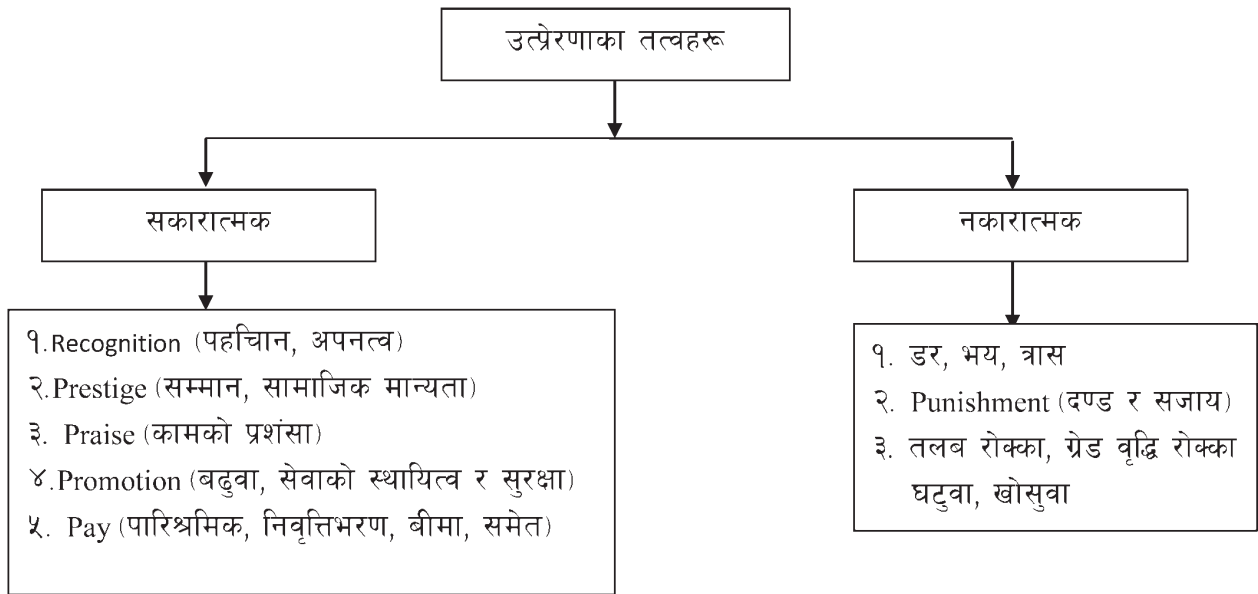 उत्प्रेरणाका तत्वहरू
सकारात्मक
नकारात्मक
१.Recognition (पहिचान, अपनत्व)
२.Prestige (सम्मान, सामाजिक मान्यता)
३. Praise (कामको प्रशंसा)
४.Promotion (बढुवा, सेवाको स्थायित्व र सुरक्षा)
५. Pay (पारिश्रमिक, निवृत्तिभरण, बीमा, समेत)
१. डर, भय, त्रास
२. Punishment (दण्ड र सजाय)
३. तलब रोक्का, ग्रेड वृद्धि रोक्का
घटुवा, खोसुवा